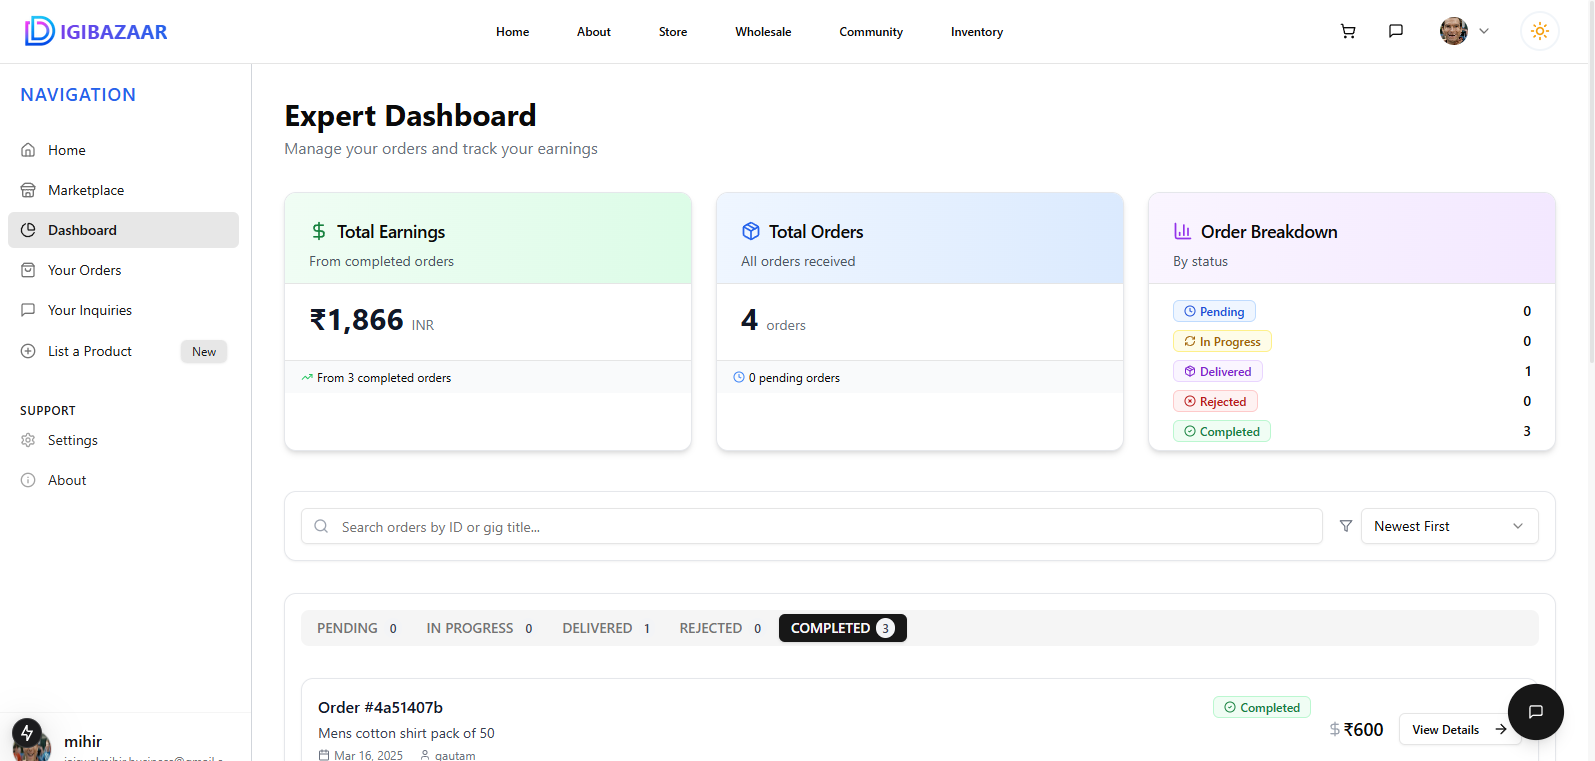 IGIBAZAAR
Home About Store Wholesale Community Inventory
NAVIGATION
Home
Marketplace
Dashboard
Your Orders
Your Inquiries
List a Product New
SUPPORT
Settings
About
mihir
Expert Dashboard
Manage your orders and track your earnings
Total Earnings
From completed orders
₹1,866 INR
From 3 completed orders
Total Orders
All orders received
4 orders
0 pending orders
Order Breakdown
By status
Pending 0
In Progress 0
Delivered 1
Rejected 0
Completed 3
Search orders by ID or gig title...
Newest First
PENDING 0 IN PROGRESS 0 DELIVERED 1 REJECTED 0 COMPLETED 3
Order #4a51407b
Completed
Mens cotton shirt pack of 50
$ ₹600
View Details
Mar 16, 2025 gautam